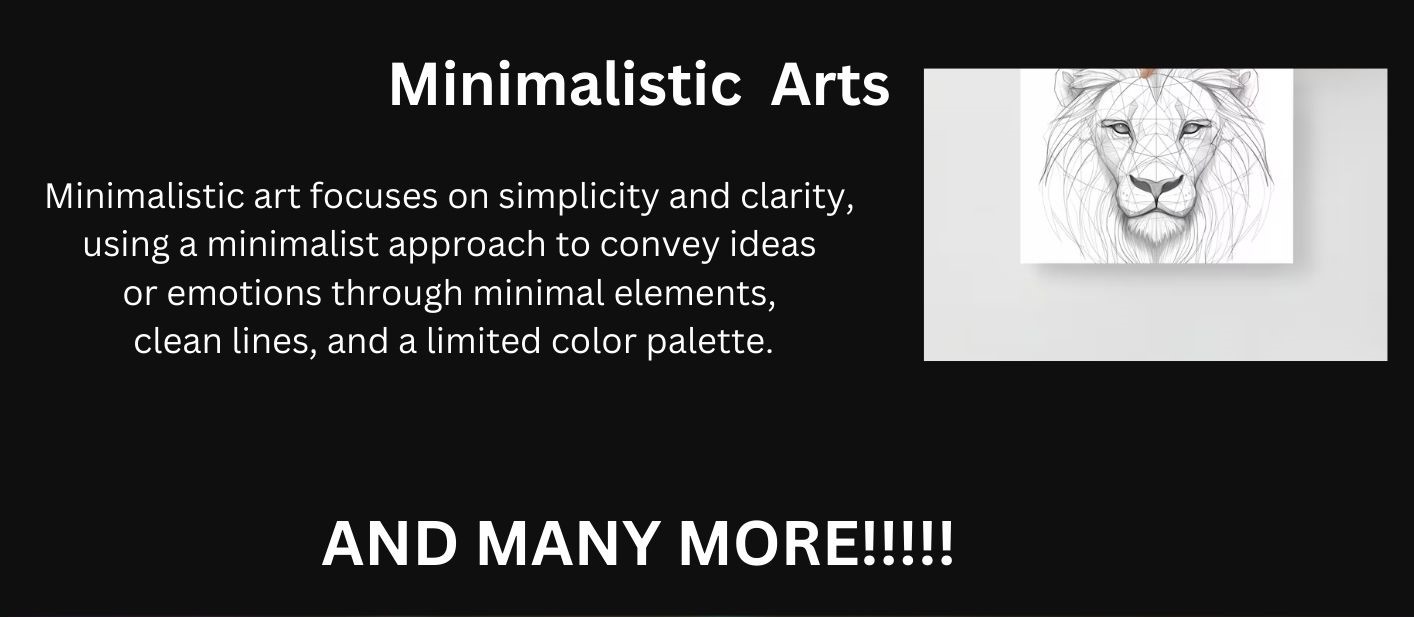 Minimalistic  Arts
Minimalistic art focuses on simplicity and clarity,
using a minimalist approach to convey ideas
or emotions through minimal elements,
clean lines, and a limited color palette.
AND MANY MORE!!!!!